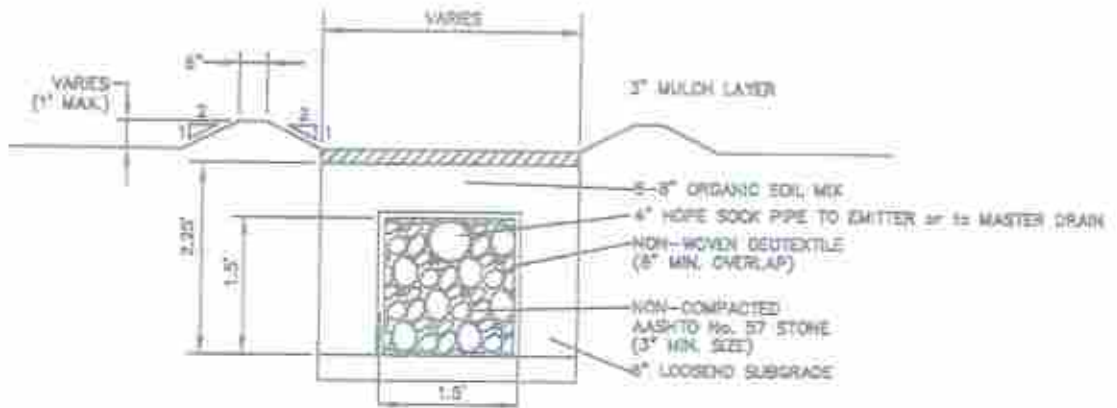 VARIES
6"
VARIES
(1' MAX.)
2
1
2
1
3" MULCH LAYER
6-8" ORGANIC SOIL MIX
4" HDPE SOCK PIPE TO EMITTER or to MASTER DRAIN
NON-WOVEN GEOTEXTILE
(8" MIN. OVERLAP)
2.25'
1.5'
NON-COMPACTED
AASHTO No. 57 STONE
(3" MIN. SIZE)
6" LOOSEND SUBGRADE
1.5'